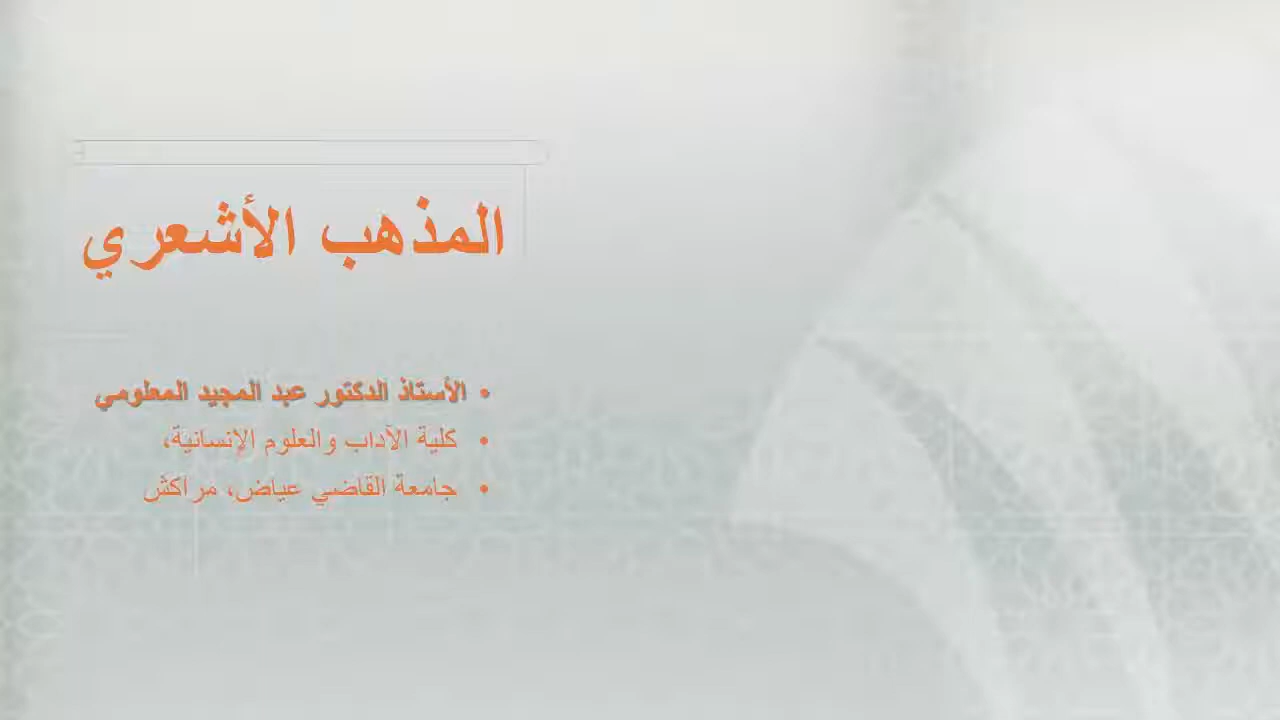 المذهب الأشعري
• الأستاذ الدكتور عبد المجيد المعلومي
• كلية الآداب والعلوم الإنسانية،
• جامعة القاضي عياض، مراكش